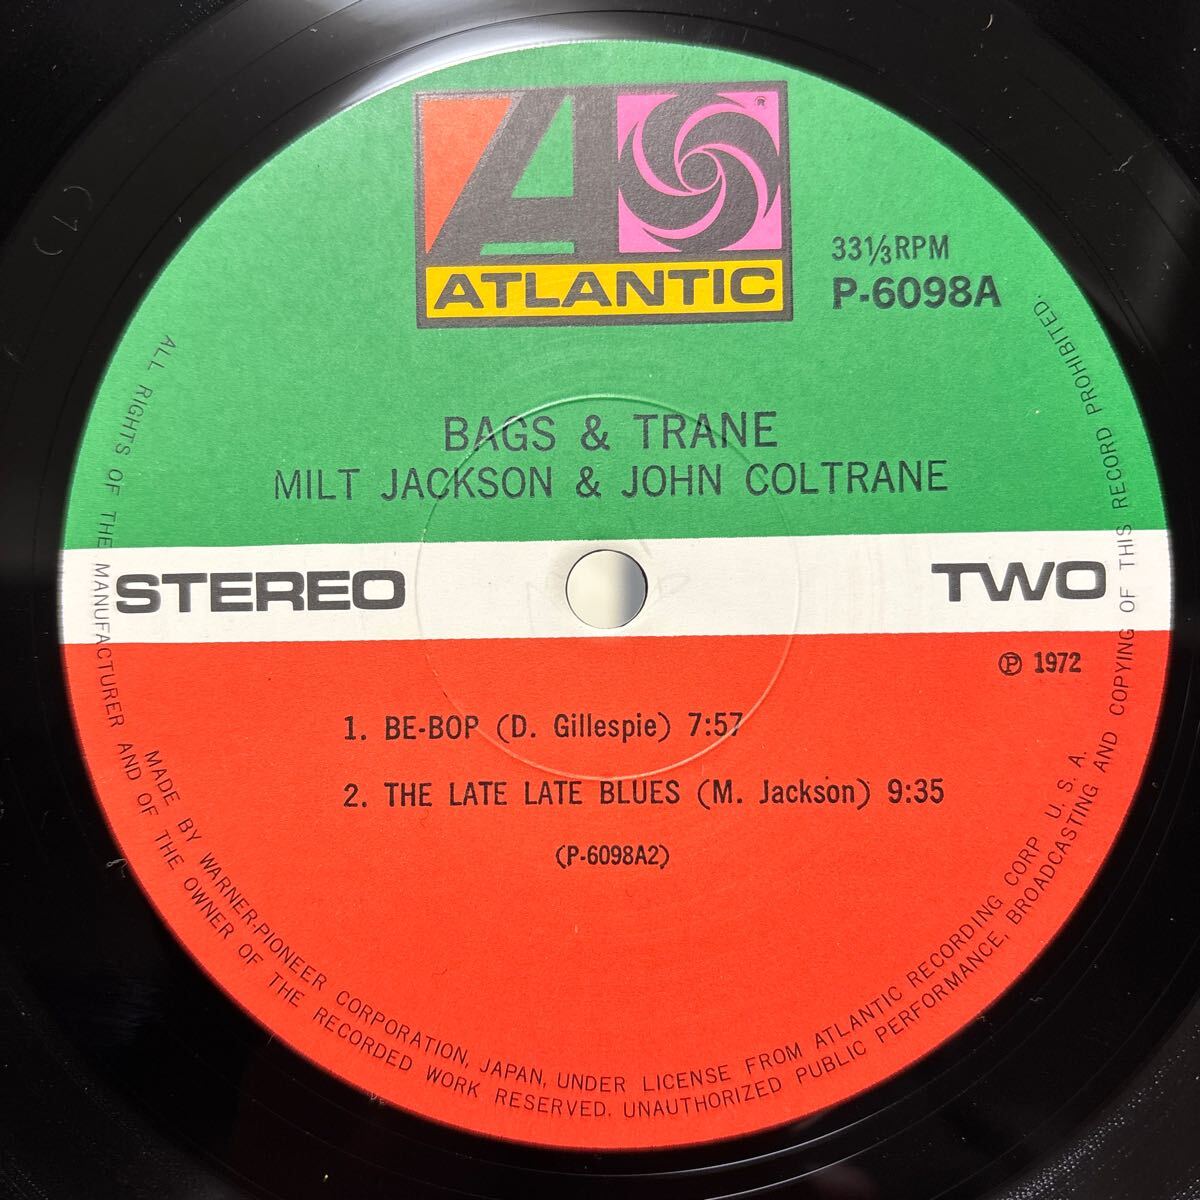 A
®
ATLANTIC
33⅓RPM
P-6098A
BAGS & TRANE
MILT JACKSON & JOHN COLTRANE
STEREO
TWO
Ⓟ 1972
1. BE-BOP (D. Gillespie) 7:57
2. THE LATE LATE BLUES (M. Jackson) 9:35
(P-6098A2)
MADE BY WARNER-PIONEER CORPORATION, JAPAN, UNDER LICENSE FROM ATLANTIC RECORDING CORP. U. S. A.
ALL RIGHTS OF THE MANUFACTURER AND OF THE OWNER OF THE RECORDED WORK RESERVED. UNAUTHORIZED PUBLIC PERFORMANCE, BROADCASTING AND COPYING OF THIS RECORD PROHIBITED.